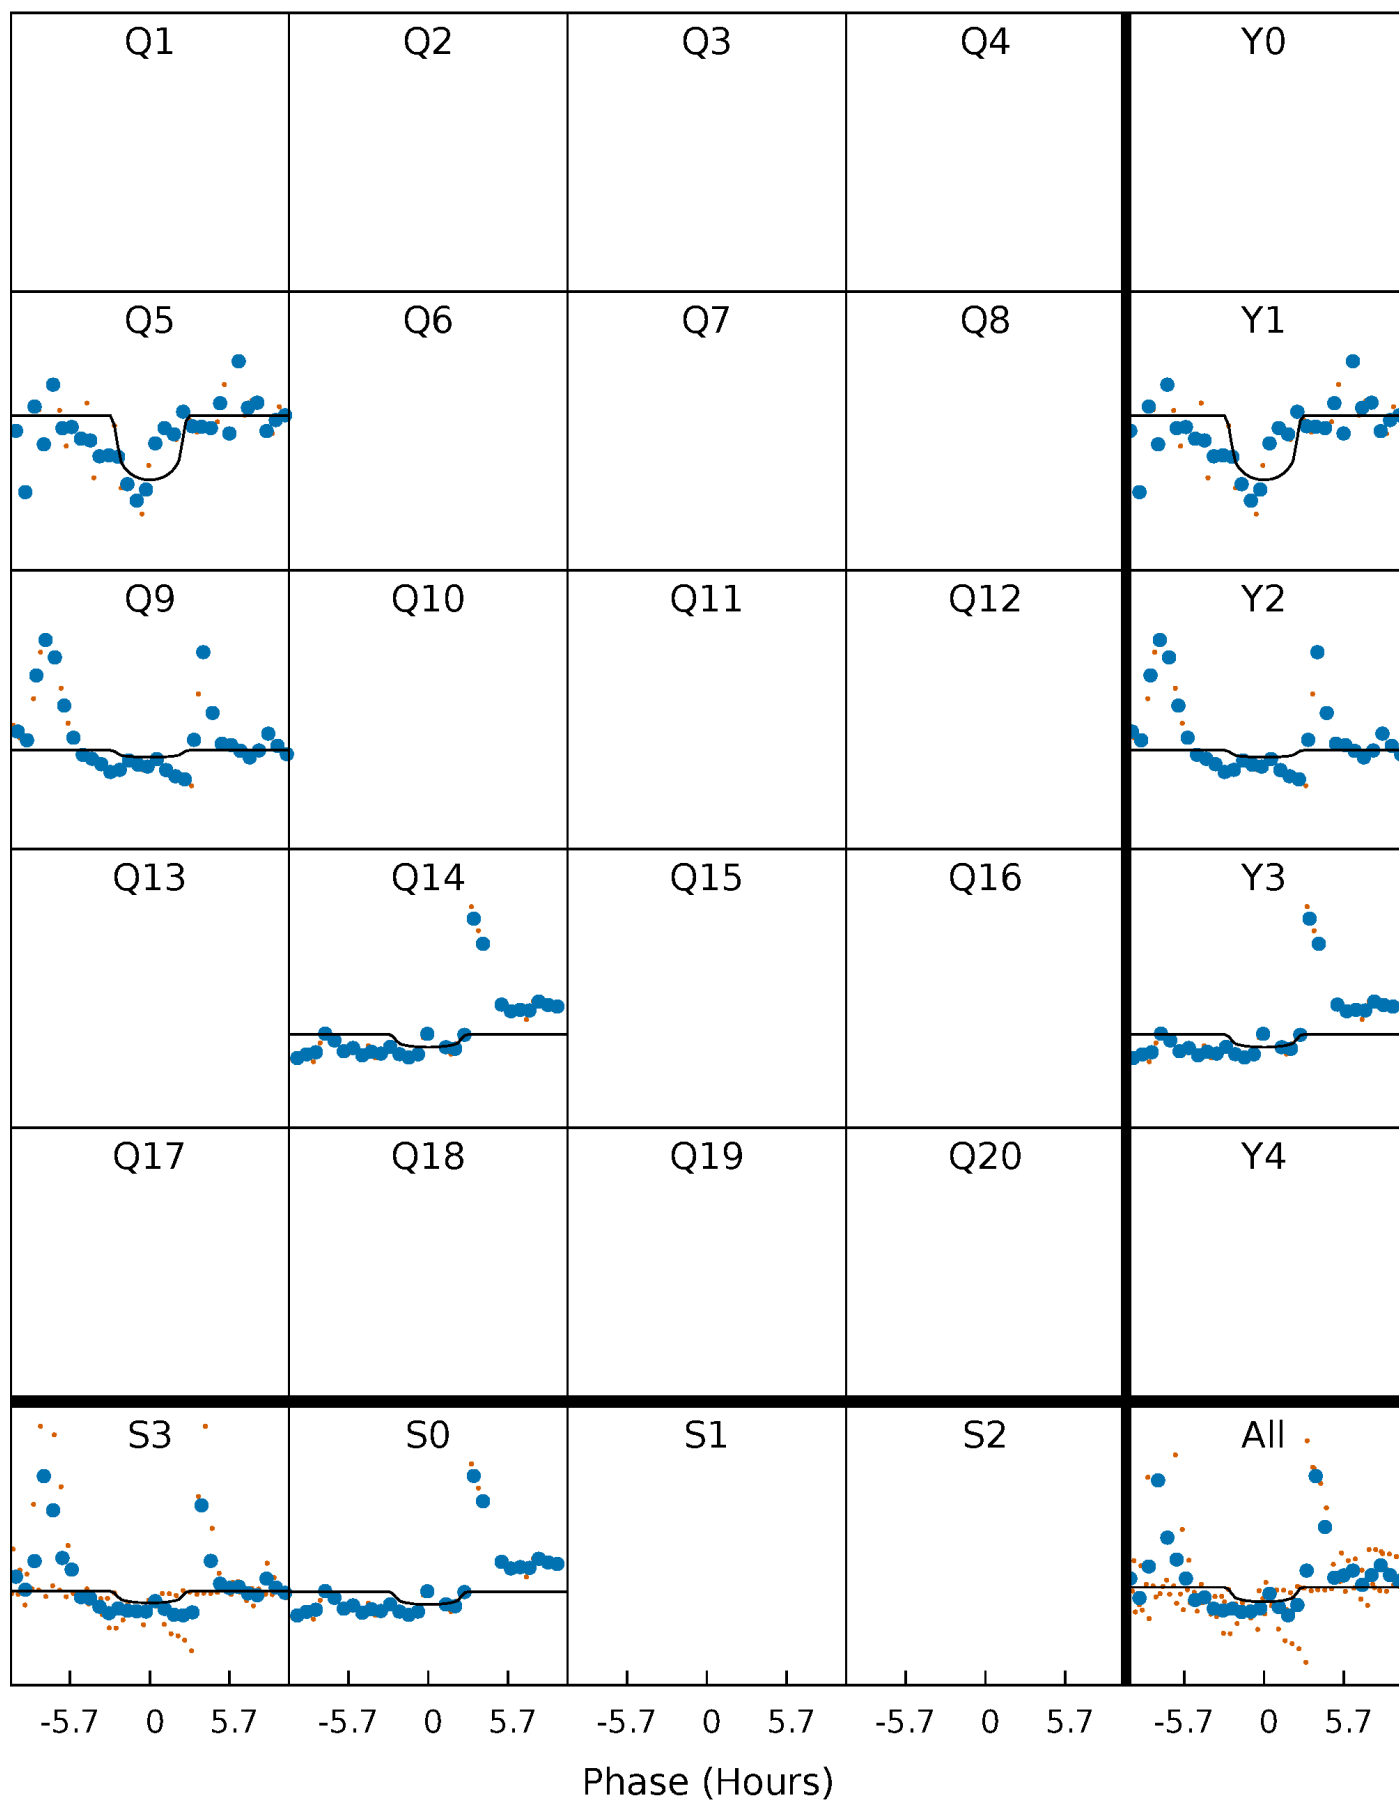 Q1 Q2 Q3 Q4 Y0
Q5 Q6 Q7 Q8 Y1
Q9 Q10 Q11 Q12 Y2
Q13 Q14 Q15 Q16 Y3
Q17 Q18 Q19 Q20 Y4
S3 S0 S1 S2 All
-5.7 0 5.7 -5.7 0 5.7 -5.7 0 5.7 -5.7 0 5.7 -5.7 0 5.7
Phase (Hours)